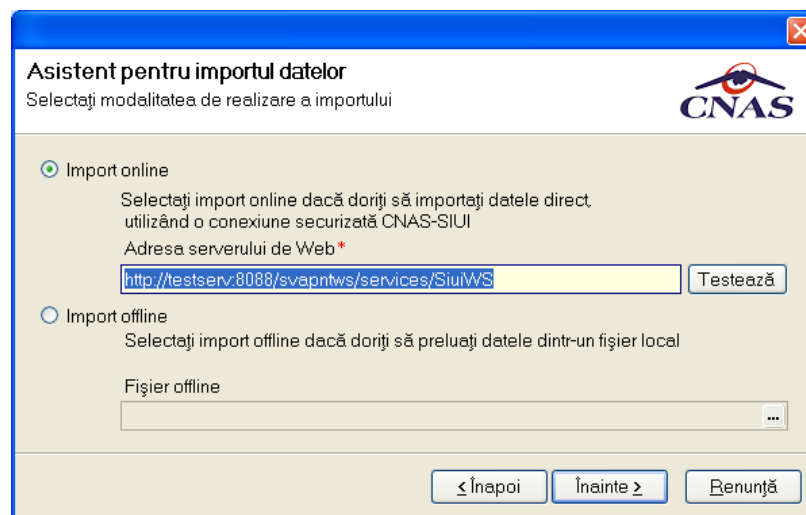 Asistent pentru importul datelor
Selectaţi modalitatea de realizare a importului
CNAS
Import online
Selectaţi import online dacă doriţi să importaţi datele direct,
utilizând o conexiune securizată CNAS-SIUI
Adresa serverului de Web*
http://testserv:8088/svapntws/services/SiuiWS
Testează
Import offline
Selectaţi import offline dacă doriţi să preluaţi datele dintr-un fişier local
Fişier offline
...
< Înapoi
Înainte >
Renunţă